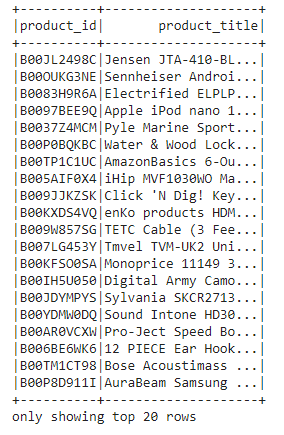 +----------+--------------------+
|product_id|       product_title|
+----------+--------------------+
|B00JL2498C|Jensen JTA-410-BL...|
|B00OUKG3NE|Sennheiser Androi...|
|B0083H9R6A|Electrified ELPLP...|
|B0097BEE9Q|Apple iPod nano 1...|
|B0037Z4MCM|Pyle Marine Sport...|
|B00P0BQKBC|Water & Wood Lock...|
|B00TP1C1UC|AmazonBasics 6-Ou...|
|B005AIF0X4|iHip MVF1030WO Ma...|
|B009JJKZSK|Click 'N Dig! Key...|
|B00KXDS4VQ|enKo products HDM...|
|B009W857SG|TETC Cable (3 Fee...|
|B007LG453Y|Tmvel TVM-UK2 Uni...|
|B00KFSO0SA|Monoprice 11149 3...|
|B00IH5U050|Digital Army Camo...|
|B00JDYMPYS|Sylvania SKCR2713...|
|B00YDMW0DQ|Sound Intone HD30...|
|B00AR0VCXW|Pro-Ject Speed Bo...|
|B006BE6WK6|12 PIECE Ear Hook...|
|B00TM1CT98|Bose Acoustimass ...|
|B00P8D911I|AuraBeam Samsung ...|
+----------+--------------------+
only showing top 20 rows